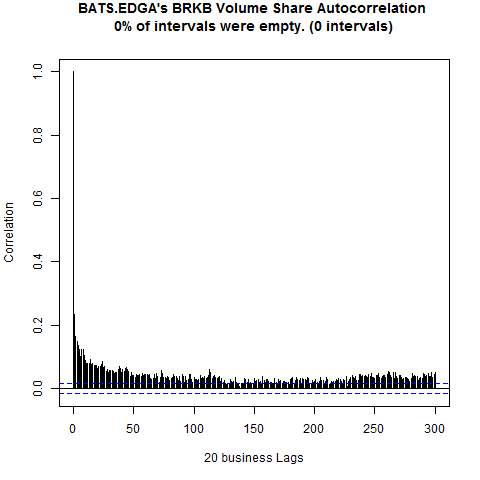 BATS.EDGA's BRKB Volume Share Autocorrelation
0% of intervals were empty. (0 intervals)
1.0
0.8
0.6
0.4
0.2
0.0
Correlation
0 50 100 150 200 250 300
20 business Lags